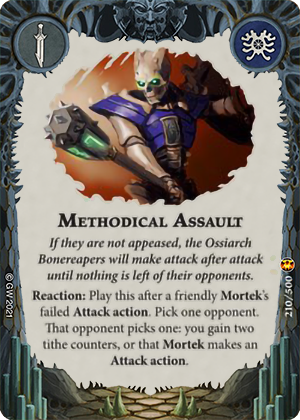 METHODICAL ASSAULT
If they are not appeased, the Ossiarch
Bonereapers will make attack after attack
until nothing is left of their opponents.
Reaction: Play this after a friendly Mortek's
failed Attack action. Pick one opponent.
That opponent picks one: you gain two
tithe counters, or that Mortek makes an
Attack action.
© GW 2021
210/500